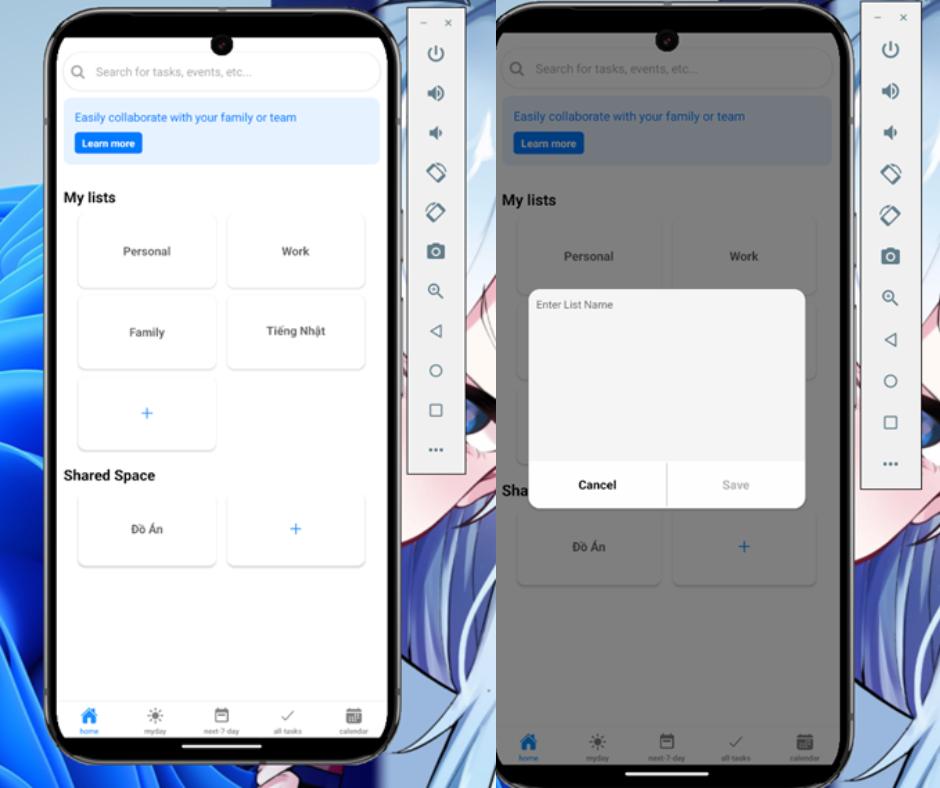 Search for tasks, events, etc...
Easily collaborate with your family or team
Learn more
My lists
Personal
Work
Family
Tiếng Nhật
+
Shared Space
Đồ Án
+
home
myday
next-7-day
all-tasks
calendar
Search for tasks, events, etc...
Easily collaborate with your family or team
Learn more
My lists
Personal
Work
Enter List Name
Cancel
Save
Sha
Đồ Án
+
home
myday
next-7-day
all tasks
calendar